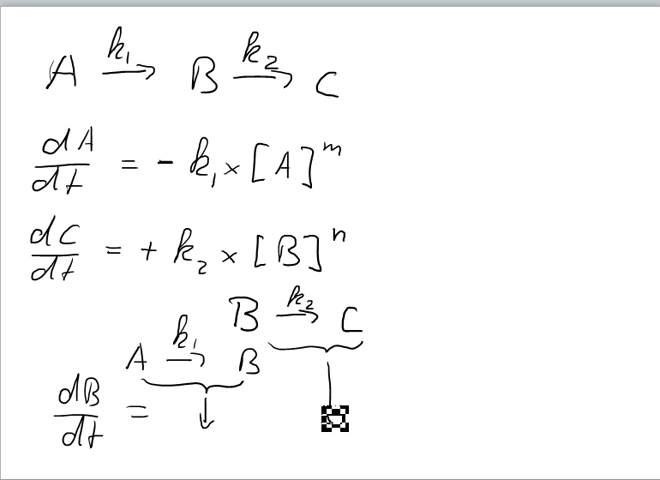 A k₁→ B k₂→ C
dA/dt = - k₁ × [A]ᵐ
dC/dt = + k₂ × [B]ⁿ
B k₂→ C
A k₁→ B
dB/dt =